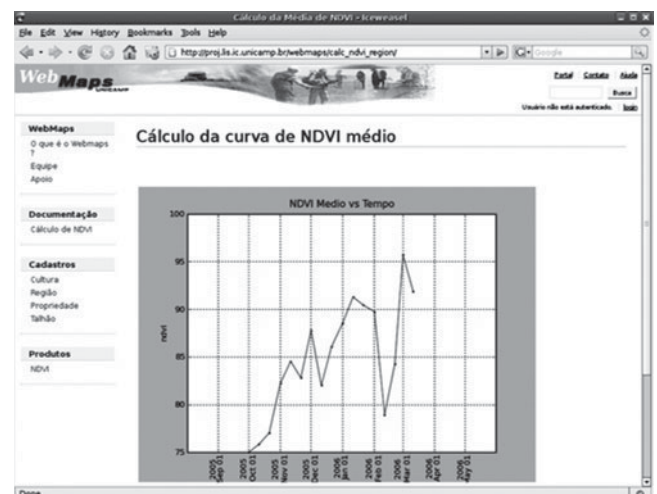 Cálculo da Média de NDVI - Iceweasel
File Edit View History Bookmarks Tools Help
http://proj.lis.ic.unicamp.br/webmaps/calc_ndvi_region/
Google
WebMaps
UNICAMP
Portal Contato Ajuda
Busca
Usuário não está autenticado. login
WebMaps
O que é o Webmaps
?
Equipe
Apoio
Documentação
Cálculo de NDVI
Cadastros
Cultura
Região
Propriedade
Talhão
Produtos
NDVI
Cálculo da curva de NDVI médio
NDVI Medio vs Tempo
100
95
90
85
80
75
ndvi
2005 Sep 01
2005 Oct 01
2005 Nov 01
2005 Dec 01
2006 Jan 01
2006 Feb 01
2006 Mar 01
2006 Apr 01
2006 May 01
Done